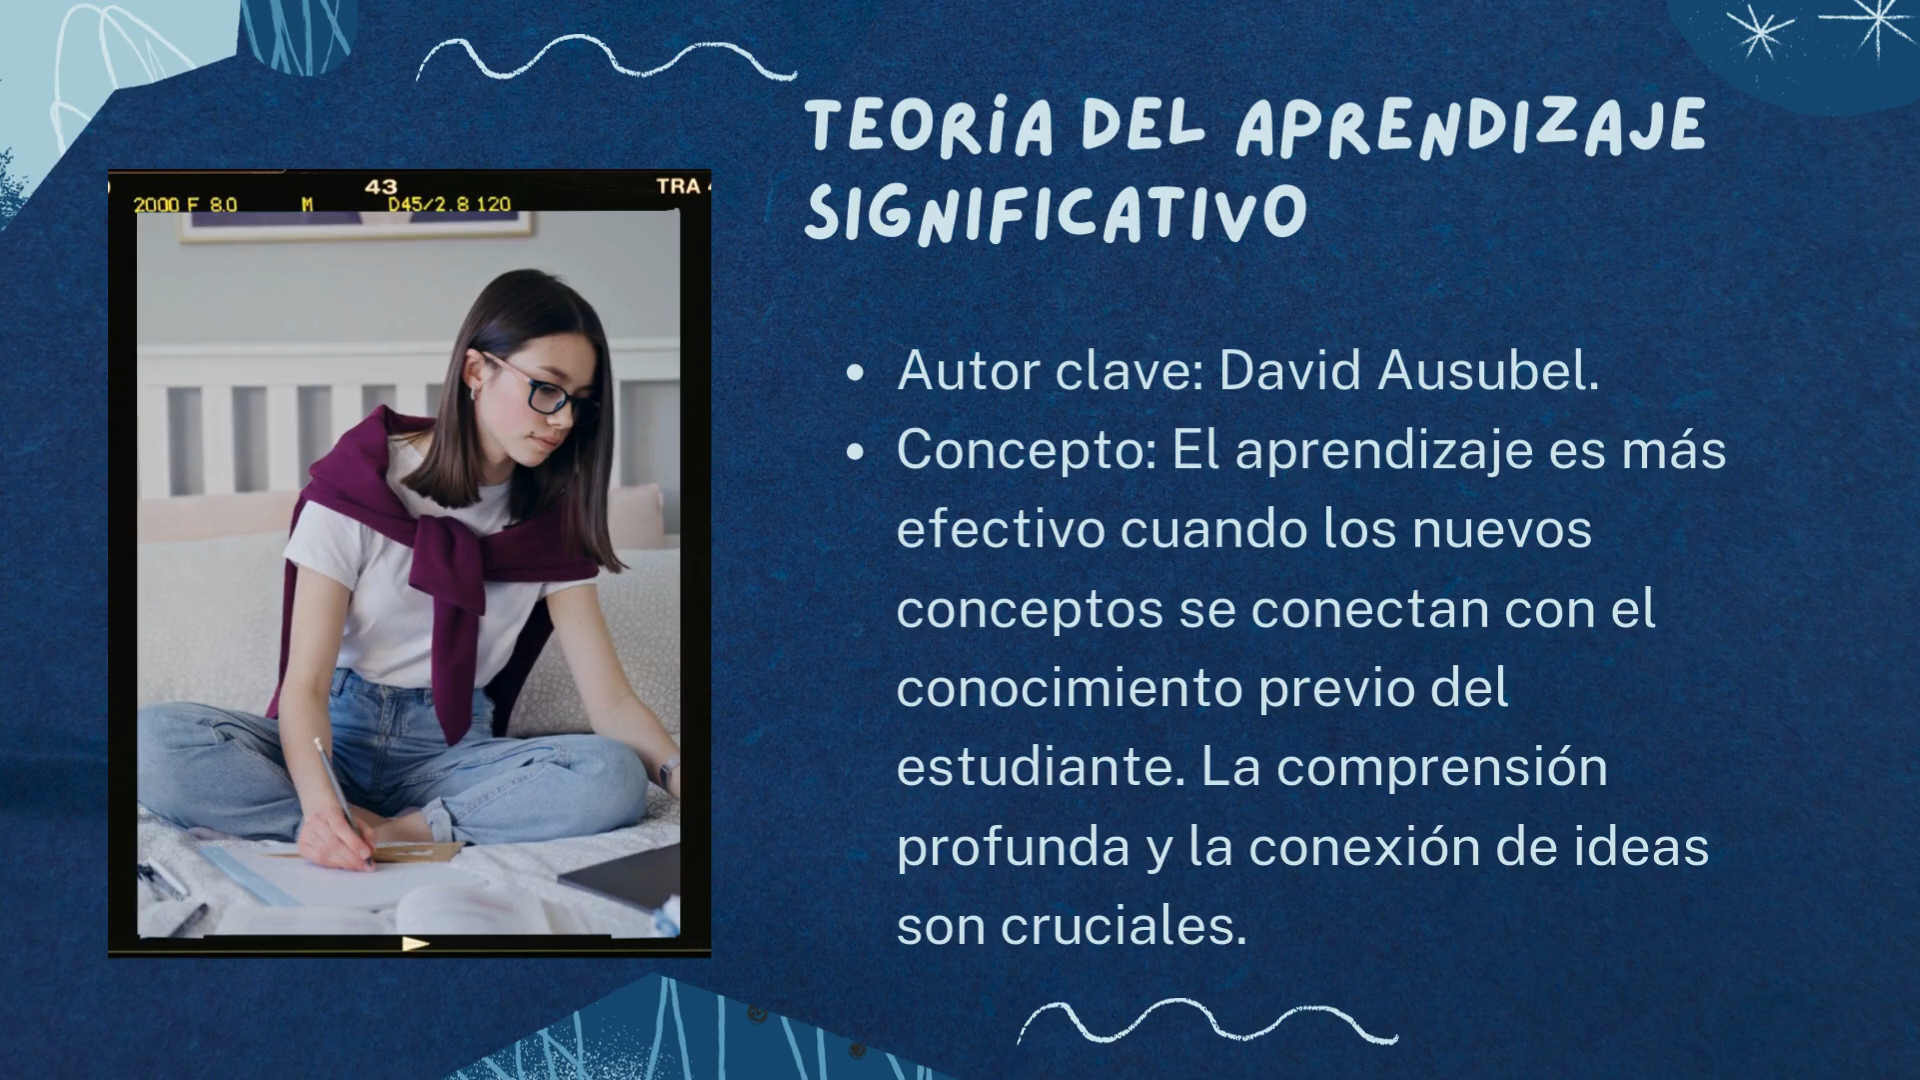 TEORÍA DEL APRENDIZAJE
SIGNIFICATIVO
43
TRA
2000 F 8.0 M D45/2.8 120
• Autor clave: David Ausubel.
• Concepto: El aprendizaje es más
efectivo cuando los nuevos
conceptos se conectan con el
conocimiento previo del
estudiante. La comprensión
profunda y la conexión de ideas
son cruciales.